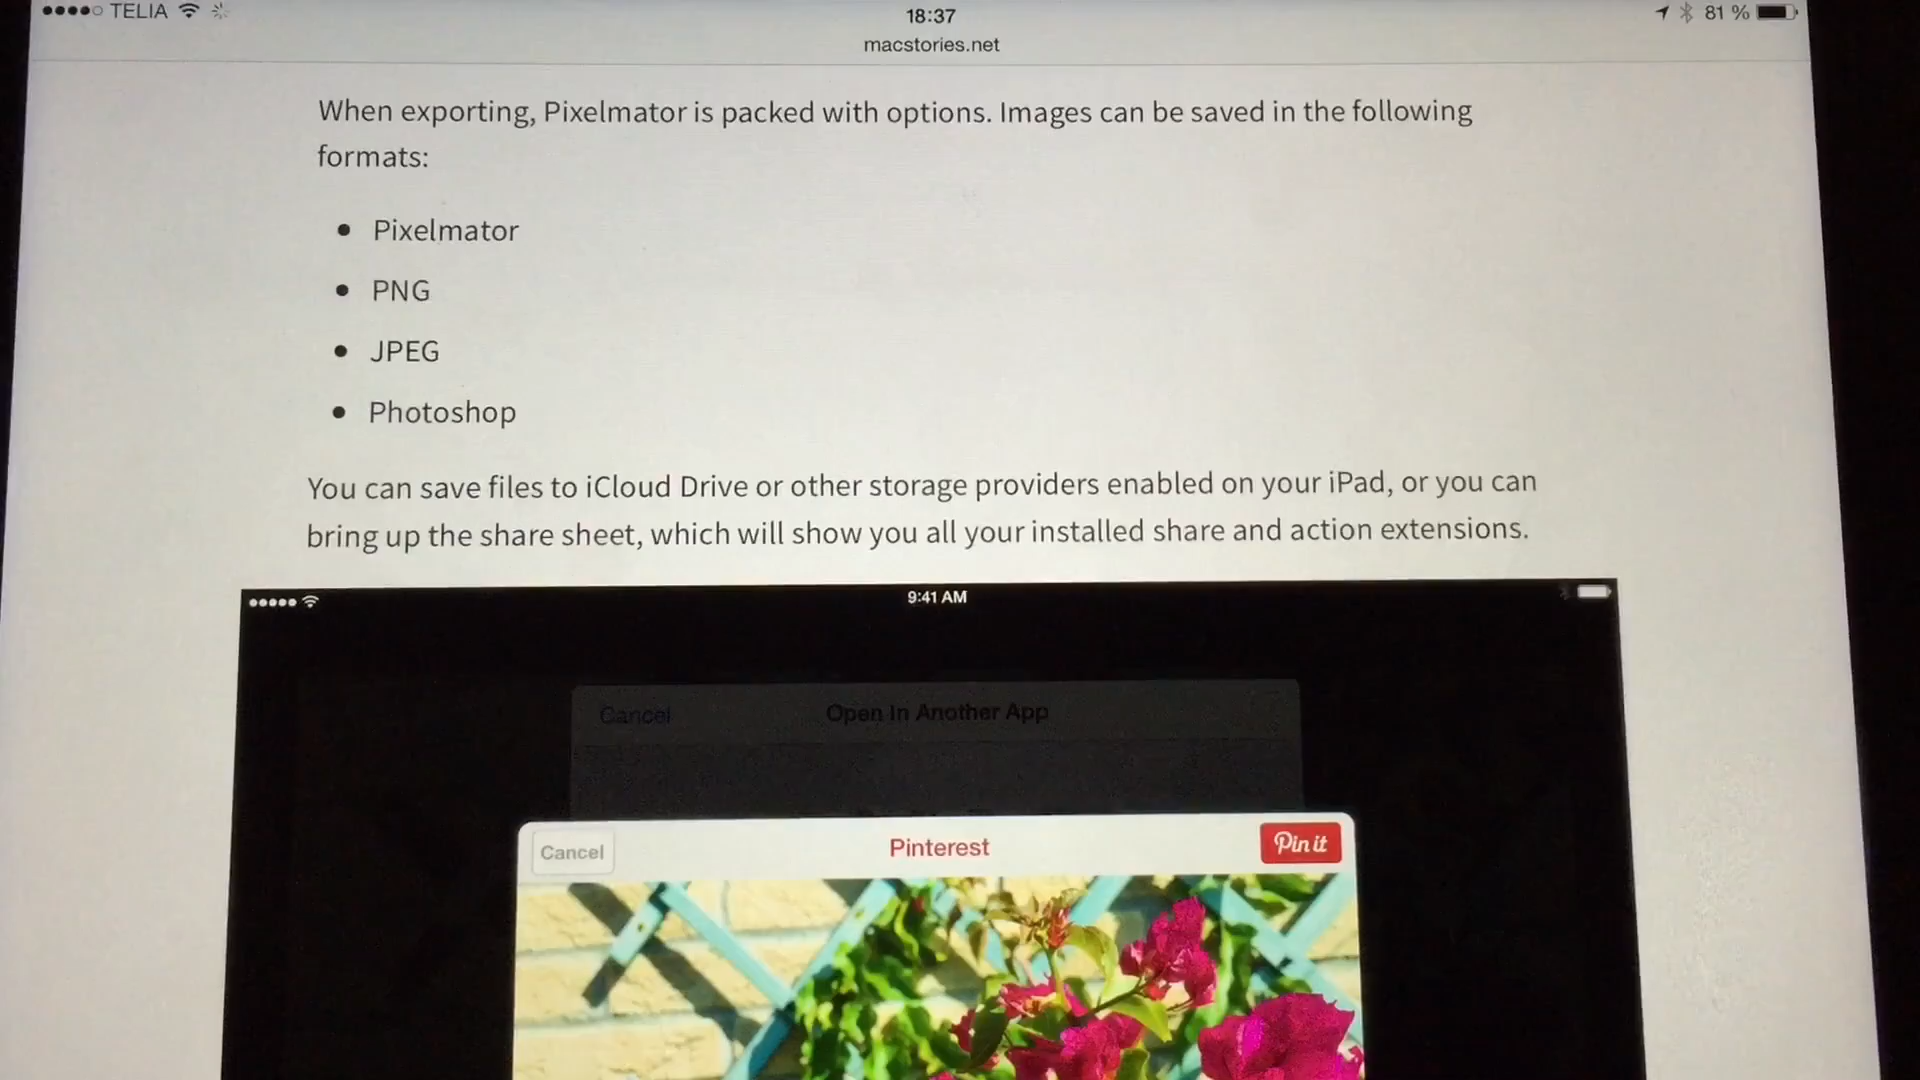 TELIA
18:37
81 %
macstories.net
When exporting, Pixelmator is packed with options. Images can be saved in the following
formats:
• Pixelmator
• PNG
• JPEG
• Photoshop
You can save files to iCloud Drive or other storage providers enabled on your iPad, or you can
bring up the share sheet, which will show you all your installed share and action extensions.
9:41 AM
Cancel
Open In Another App
Cancel
Pinterest
Pin it